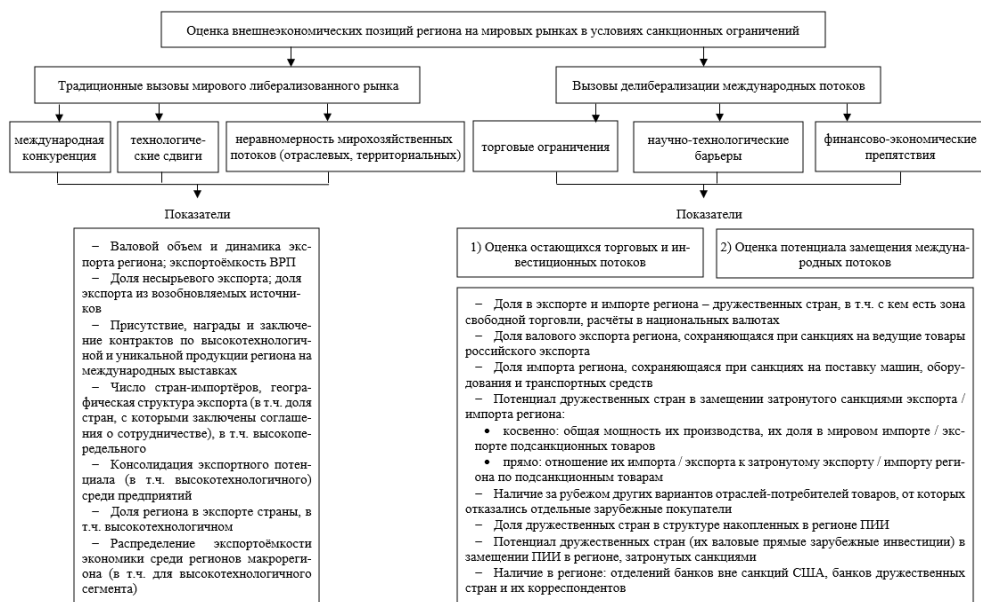 Оценка внешнеэкономических позиций региона на мировых рынках в условиях санкционных ограничений
Традиционные вызовы мирового либерализованного рынка
Вызовы делиберализации международных потоков
международная
конкуренция
технологиче-
ские сдвиги
неравномерность мирохозяйственных
потоков (отраслевых, территориальных)
торговые ограничения
научно-технологические
барьеры
финансово-экономические
препятствия
Показатели
– Валовой объем и динамика экс-
порта региона; экспортоёмкость ВРП
– Доля несырьевого экспорта; доля
экспорта из возобновляемых источни-
ков
– Присутствие, награды и заключе-
ние контрактов по высокотехнологич-
ной и уникальной продукции региона на
международных выставках
– Число стран-импортёров, геогра-
фическая структура экспорта (в т.ч. доля
стран, с которыми заключены соглаше-
ния о сотрудничестве), в т.ч. высокопе-
редельного
– Консолидация экспортного потен-
циала (в т.ч. высокотехнологичного)
среди предприятий
– Доля региона в экспорте страны, в
т.ч. высокотехнологичном
– Распределение экспортоёмкости
экономики среди регионов макрореги-
она (в т.ч. для высокотехнологичного
сегмента)
Показатели
1) Оценка остающихся торговых и ин-
вестиционных потоков
2) Оценка потенциала замещения междуна-
родных потоков
– Доля в экспорте и импорте региона – дружественных стран, в т.ч. с кем есть зона
свободной торговли, расчёты в национальных валютах
– Доля валового экспорта региона, сохраняющаяся при санкциях на ведущие товары
российского экспорта
– Доля импорта региона, сохраняющаяся при санкциях на поставку машин, обору-
дования и транспортных средств
– Потенциал дружественных стран в замещении затронутого санкциями экспорта /
импорта региона:
• косвенно: общая мощность их производства, их доля в мировом импорте / экс-
порте подсанкционных товаров
• прямо: отношение их импорта / экспорта к затронутому экспорту / импорту реги-
она по подсанкционным товарам
– Наличие за рубежом других вариантов отраслей-потребителей товаров, от которых
отказались отдельные зарубежные покупатели
– Доля дружественных стран в структуре накопленных в регионе ПИИ
– Потенциал дружественных стран (их валовые прямые зарубежные инвестиции) в
замещении ПИИ в регионе, затронутых санкциями
– Наличие в регионе: отделений банков вне санкций США, банков дружественных
стран и их корреспондентов